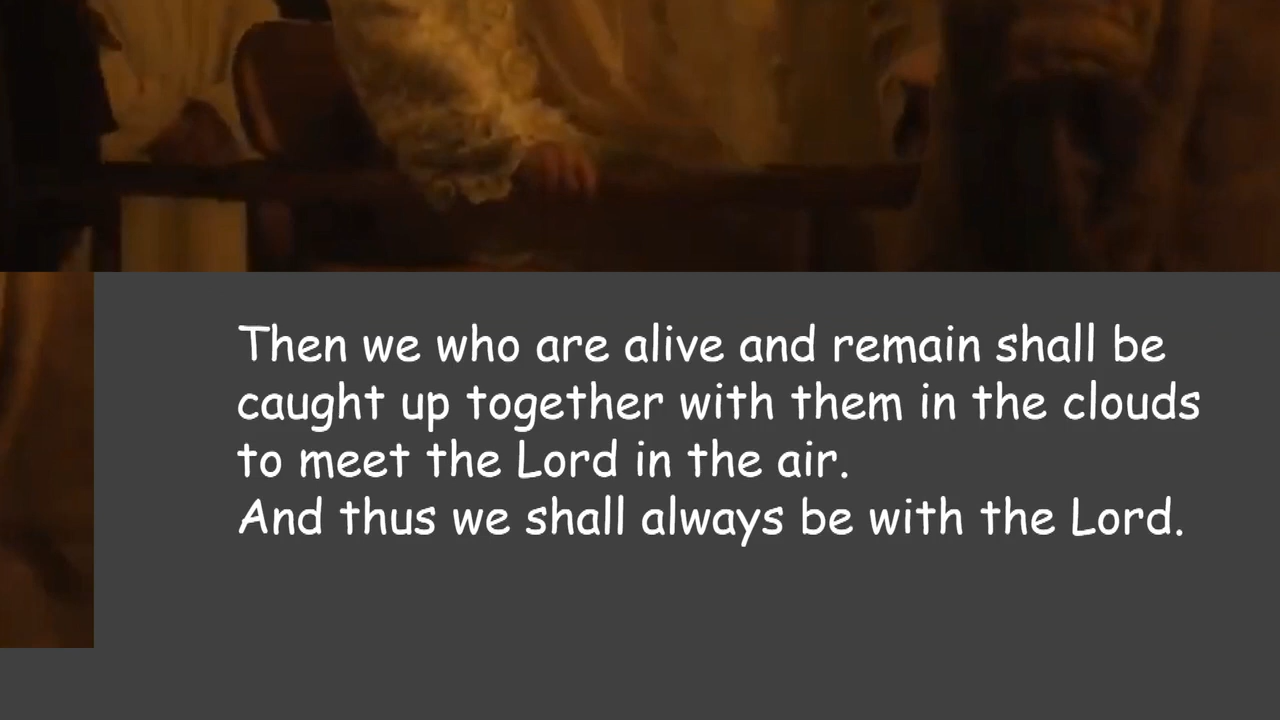 Then we who are alive and remain shall be
caught up together with them in the clouds
to meet the Lord in the air.
And thus we shall always be with the Lord.